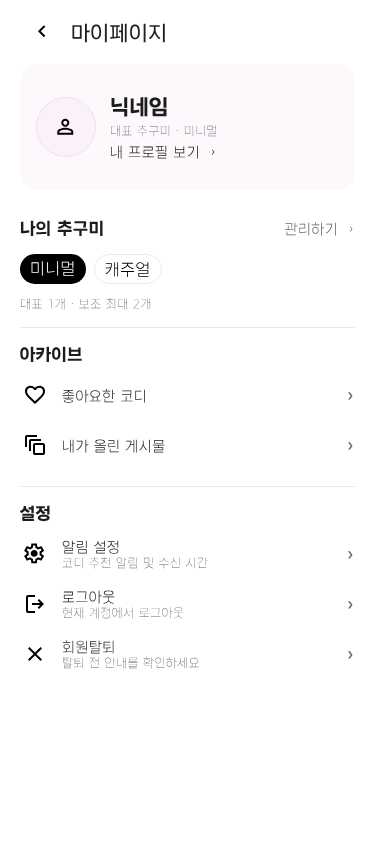 마이페이지
닉네임
대표 추구미 · 미니멀
내 프로필 보기 ›
나의 추구미
관리하기 ›
미니멀 캐주얼
대표 1개 · 보조 최대 2개
아카이브
좋아요한 코디 ›
내가 올린 게시물 ›
설정
알림 설정 ›
코디 추천 알림 및 수신 시간
로그아웃 ›
현재 계정에서 로그아웃
회원탈퇴 ›
탈퇴 전 안내를 확인하세요